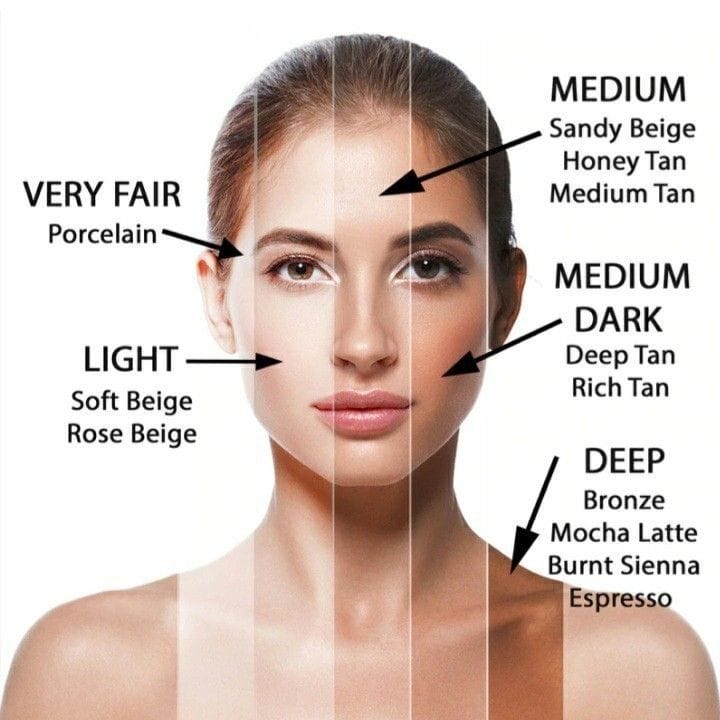 VERY FAIR
Porcelain
LIGHT
Soft Beige
Rose Beige
MEDIUM
Sandy Beige
Honey Tan
Medium Tan
MEDIUM
DARK
Deep Tan
Rich Tan
DEEP
Bronze
Mocha Latte
Burnt Sienna
Espresso